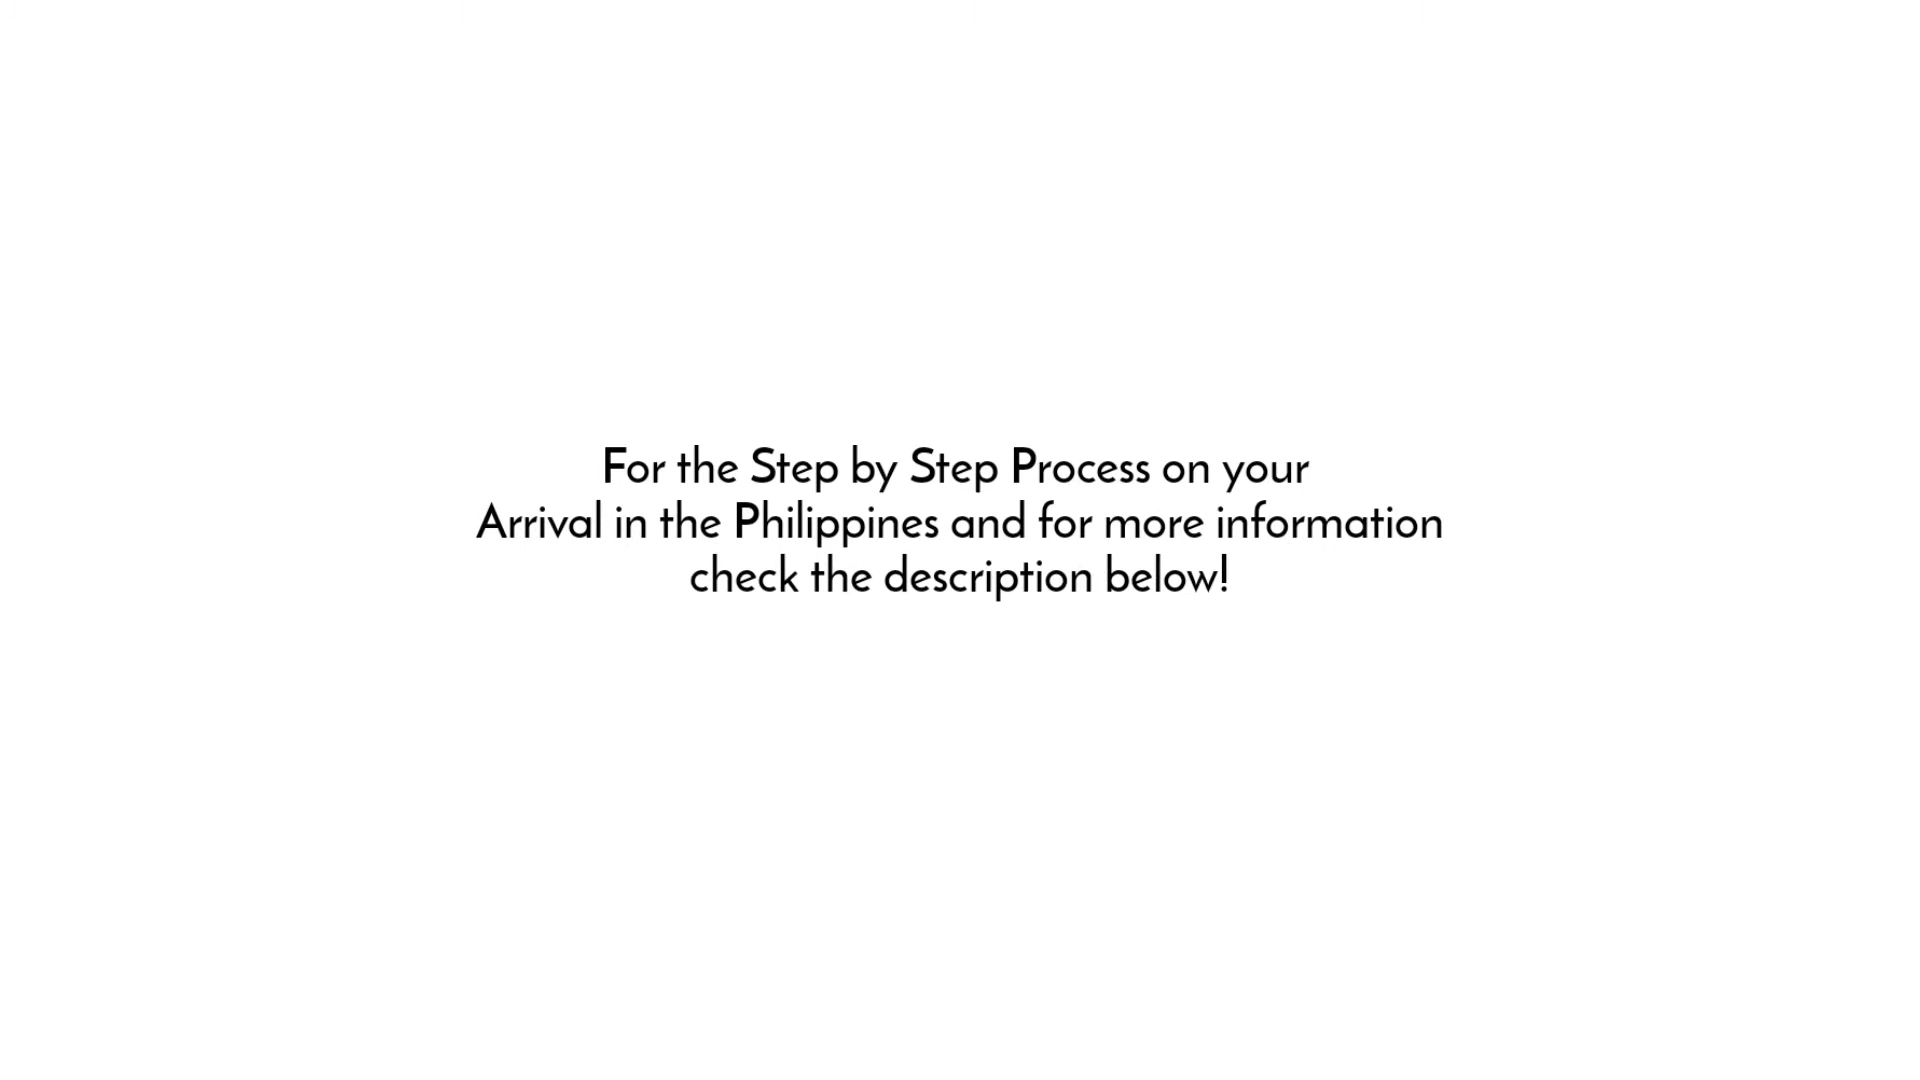 For the Step by Step Process on your
Arrival in the Philippines and for more information
check the description below!